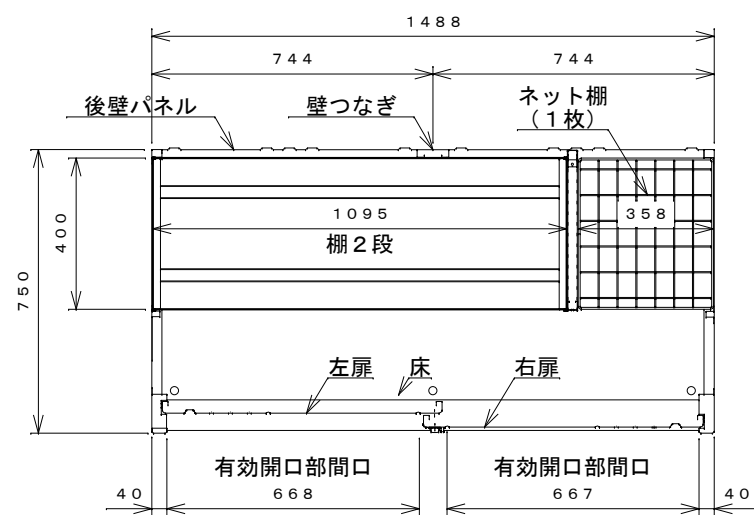 1488
744
744
後壁パネル
壁つなぎ
ネット棚
（１枚）
1095
358
棚２段
400
750
左扉
床
右扉
有効開口部間口
有効開口部間口
40
668
667
40